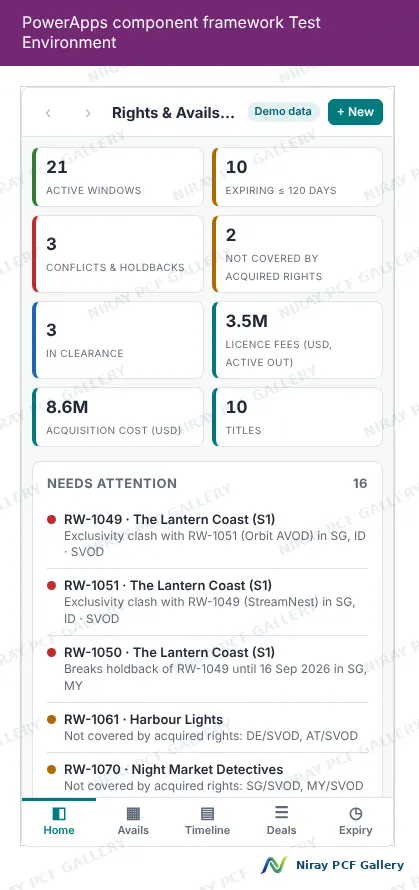 PowerApps component framework Test
Environment
‹ › Rights & Avails... Demo data + New
21
ACTIVE WINDOWS
10
EXPIRING ≤ 120 DAYS
3
CONFLICTS & HOLDBACKS
2
NOT COVERED BY
ACQUIRED RIGHTS
3
IN CLEARANCE
3.5M
LICENCE FEES (USD,
ACTIVE OUT)
8.6M
ACQUISITION COST (USD)
10
TITLES
NEEDS ATTENTION 16
RW-1049 · The Lantern Coast (S1)
Exclusivity clash with RW-1051 (Orbit AVOD) in SG, ID
· SVOD
RW-1051 · The Lantern Coast (S1)
Exclusivity clash with RW-1049 (StreamNest) in SG,
ID · SVOD
RW-1050 · The Lantern Coast (S1)
Breaks holdback of RW-1049 until 16 Sep 2026 in SG,
MY
RW-1061 · Harbour Lights
Not covered by acquired rights: DE/SVOD, AT/SVOD
RW-1070 · Night Market Detectives
Not covered by acquired rights: SG/SVOD, MY/SVOD
Home Avails Timeline Deals Expiry
Niray PCF Gallery
NIRAY PCF GALLERY